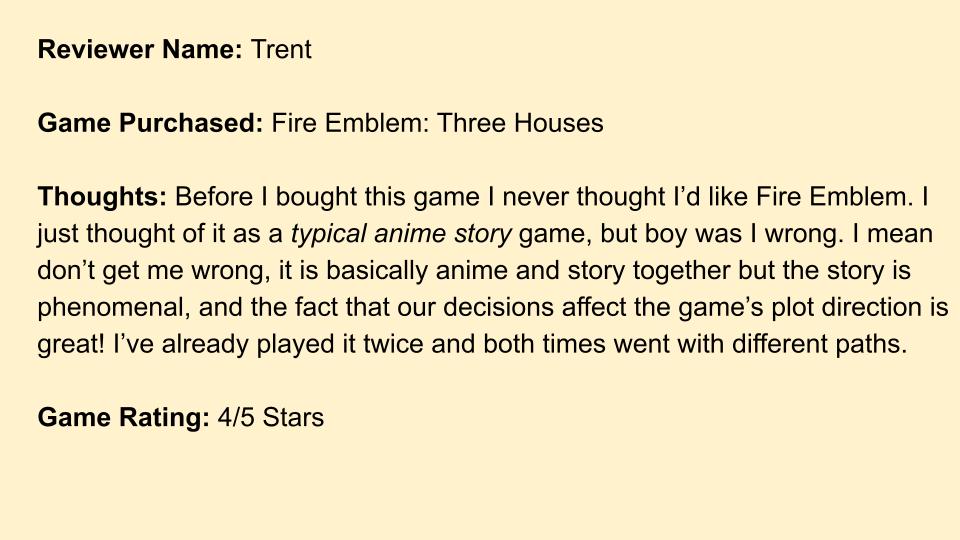 Reviewer Name: Trent
Game Purchased: Fire Emblem: Three Houses
Thoughts: Before I bought this game I never thought I’d like Fire Emblem. I
just thought of it as a typical anime story game, but boy was I wrong. I mean
don’t get me wrong, it is basically anime and story together but the story is
phenomenal, and the fact that our decisions affect the game’s plot direction is
great! I’ve already played it twice and both times went with different paths.
Game Rating: 4/5 Stars